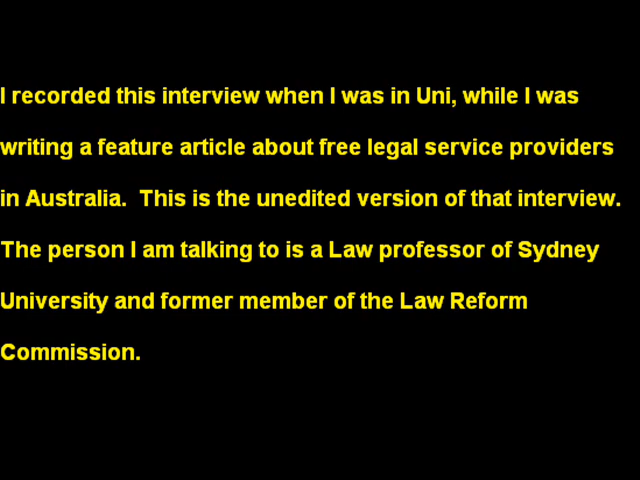 I recorded this interview when I was in Uni, while I was
writing a feature article about free legal service providers
in Australia.  This is the unedited version of that interview.
The person I am talking to is a Law professor of Sydney
University and former member of the Law Reform
Commission.